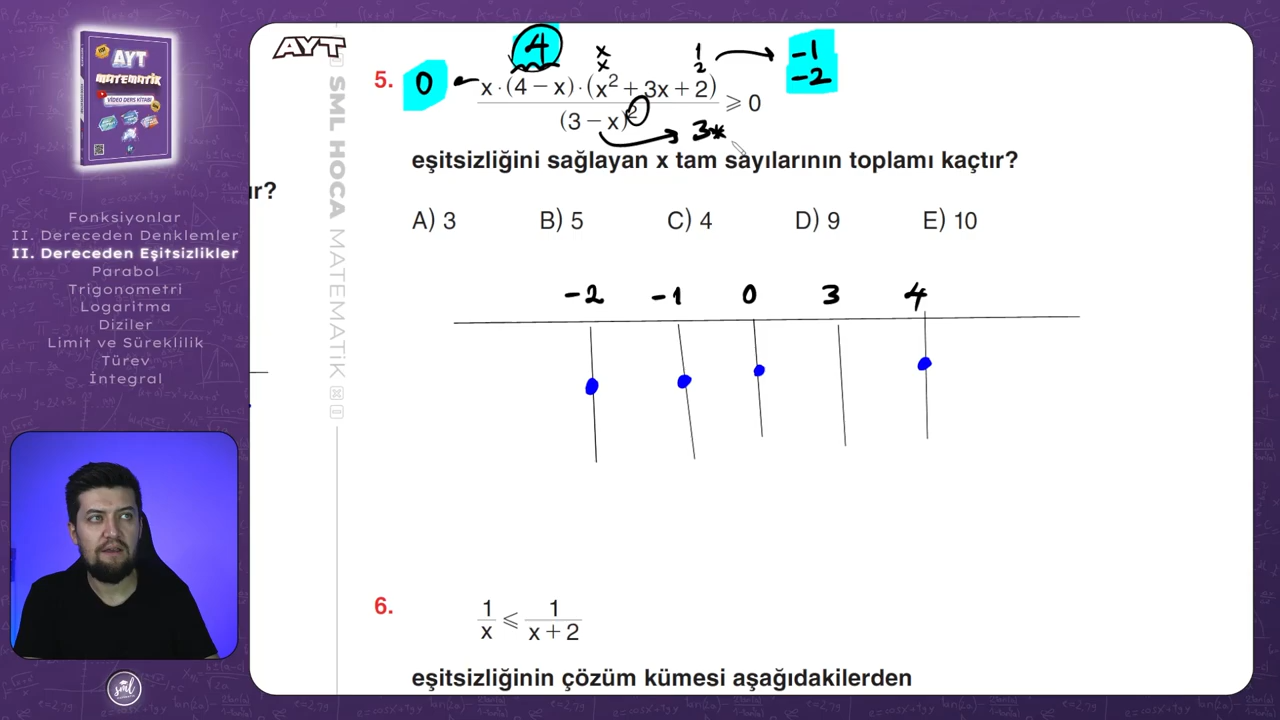 AYT
AYT
MATEMATİK
VİDEO DERS KİTABI
Fonksiyonlar
II. Dereceden Denklemler
II. Dereceden Eşitsizlikler
Parabol
Trigonometri
Logaritma
Diziler
Limit ve Süreklilik
Türev
İntegral
sml
SML HOCA MATEMATİK
ır?
4 x 1 -1
0 x 2 -2
5. x · (4 − x) · (x² + 3x + 2)
(3 − x)² ⩾ 0
3*
eşitsizliğini sağlayan x tam sayılarının toplamı kaçtır?
A) 3 B) 5 C) 4 D) 9 E) 10
-2 -1 0 3 4
6. 1/x ⩽ 1/(x + 2)
eşitsizliğinin çözüm kümesi aşağıdakilerden